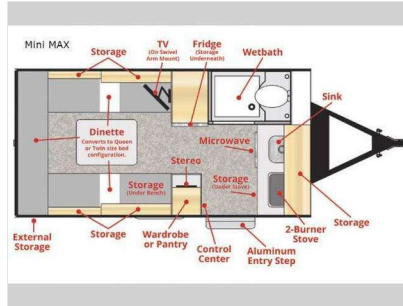 Mini MAX
Storage
TV
(On Swivel
Arm Mount)
Fridge
(Storage
Underneath)
Wetbath
Sink
Dinette
Converts to Queen
or Twin size bed
configuration.
Microwave
Stereo
Storage
(Under Bench)
Storage
(Under Stove)
External
Storage
Storage
Wardrobe
or Pantry
Control
Center
Aluminum
Entry Step
2-Burner
Stove
Storage